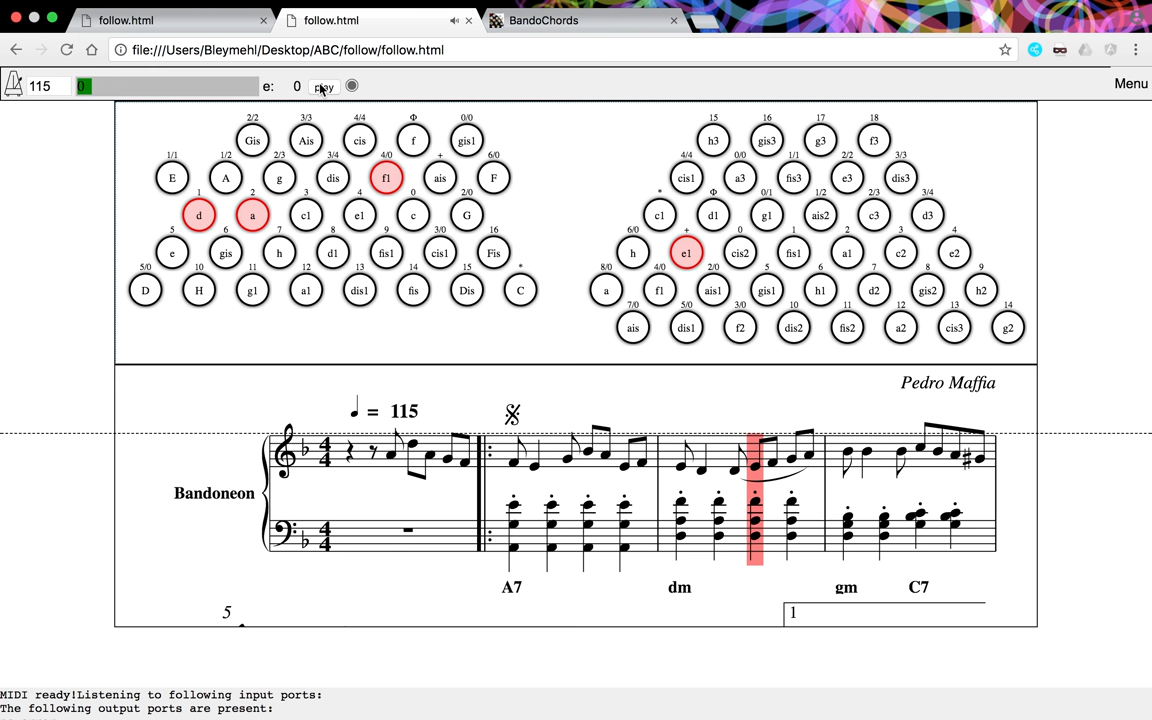 follow.html
follow.html
BandoChords
file:///Users/Bleymehl/Desktop/ABC/follow/follow.html
115 0 e: 0 play Menu
2/2 3/3 4/4 Φ 0/0 15 16 17 18
Gis Ais cis f gis1 h3 gis3 g3 f3
1/1 1/2 2/3 3/4 4/0 + 6/0 4/4 0/0 1/1 2/2 3/3
E A g dis f1 ais F cis1 a3 fis3 e3 dis3
1 2 3 4 0 2/0 * Φ 0/1 1/2 2/3 3/4
d a c1 e1 c G c1 d1 g1 ais2 c3 d3
5 6 7 8 9 3/0 16 6/0 + 0 1 2 3 4
e gis h d1 fis1 cis1 Fis h e1 cis2 fis1 a1 c2 e2
5/0 10 11 12 13 14 15 * 8/0 4/0 2/0 5 6 7 8 9
D H g1 a1 dis1 fis Dis C a f1 ais1 gis1 h1 d2 gis2 h2
7/0 5/0 3/0 10 11 12 13 14
ais dis1 f2 dis2 fis2 a2 cis3 g2
Pedro Maffia
= 115
4 4
Bandoneon
4 4
A7 dm gm C7
5 1
MIDI ready!Listening to following input ports:
The following output ports are present: